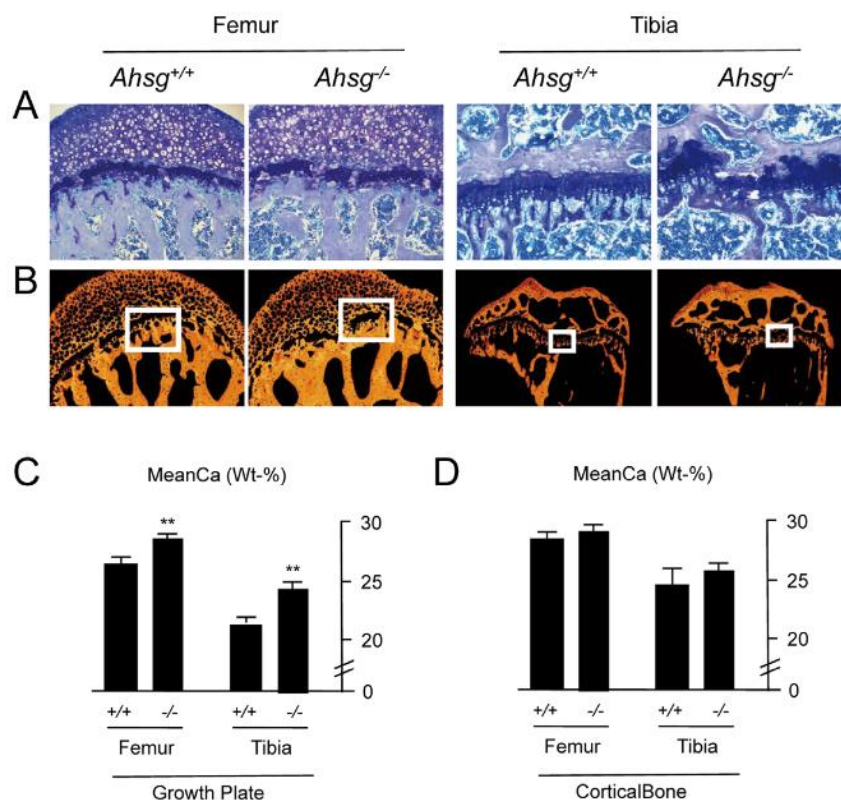 Femur Tibia
Ahsg+/+ Ahsg-/- Ahsg+/+ Ahsg-/-
A
B
C D
MeanCa (Wt-%) MeanCa (Wt-%)
** 30 30
** 25 25
20 20
0 0
+/+ -/- +/+ -/- +/+ -/- +/+ -/-
Femur Tibia Femur Tibia
Growth Plate CorticalBone